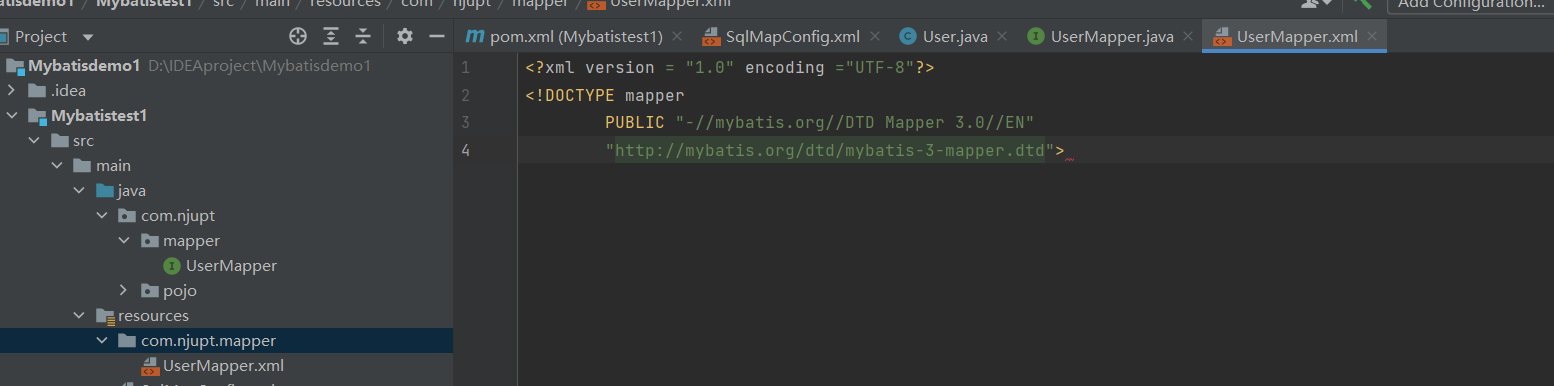 Mybatistest1 / src / main / resources / com / njupt / mapper / UserMapper.xml
Add Configuration...
Project
pom.xml (Mybatistest1)
SqlMapConfig.xml
User.java
UserMapper.java
UserMapper.xml
Mybatisdemo1 D:\IDEAproject\Mybatisdemo1
.idea
Mybatistest1
src
main
java
com.njupt
mapper
UserMapper
pojo
resources
com.njupt.mapper
UserMapper.xml
1 <?xml version = "1.0" encoding ="UTF-8"?>
2 <!DOCTYPE mapper
3 PUBLIC "-//mybatis.org//DTD Mapper 3.0//EN"
4 "http://mybatis.org/dtd/mybatis-3-mapper.dtd">